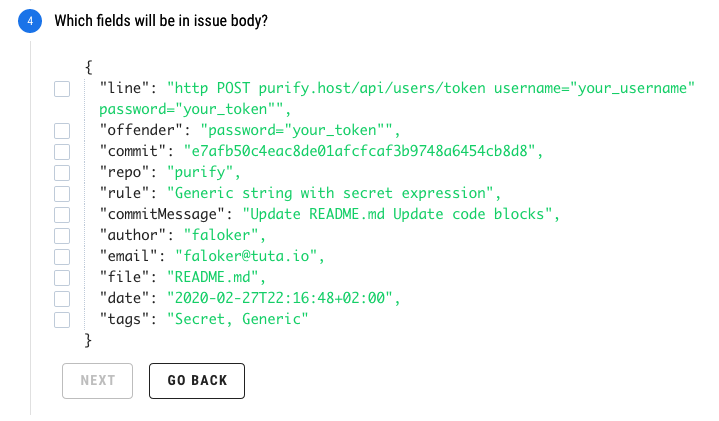 4 Which fields will be in issue body?
{
"line": "http POST purify.host/api/users/token username="your_username"
password="your_token"",
"offender": "password="your_token"",
"commit": "e7afb50c4eac8de01afcfcaf3b9748a6454cb8d8",
"repo": "purify",
"rule": "Generic string with secret expression",
"commitMessage": "Update README.md Update code blocks",
"author": "faloker",
"email": "faloker@tuta.io",
"file": "README.md",
"date": "2020-02-27T22:16:48+02:00",
"tags": "Secret, Generic"
}
NEXT GO BACK